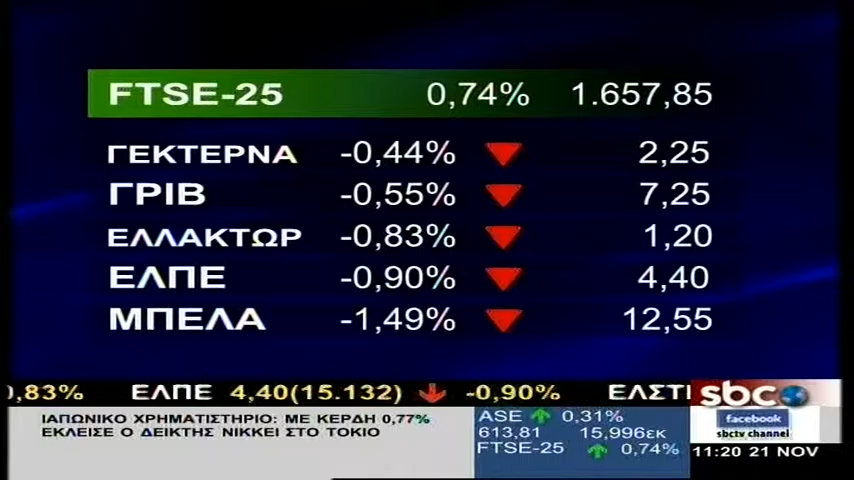 FTSE-25 0,74% 1.657,85
ΓΕΚΤΕΡΝΑ -0,44% 2,25
ΓΡΙΒ -0,55% 7,25
ΕΛΛΑΚΤΩΡ -0,83% 1,20
ΕΛΠΕ -0,90% 4,40
ΜΠΕΛΑ -1,49% 12,55
0,83% ΕΛΠΕ 4,40(15.132) -0,90% ΕΛΣΤΙ
sbc
ΙΑΠΩΝΙΚΟ ΧΡΗΜΑΤΙΣΤΗΡΙΟ: ΜΕ ΚΕΡΔΗ 0,77%
ΕΚΛΕΙΣΕ Ο ΔΕΙΚΤΗΣ ΝΙΚΚΕΙ ΣΤΟ ΤΟΚΙΟ
ASE 0,31%
613,81 15,996εκ
FTSE-25 0,74%
facebook
sbctv channel
11:20 21 NOV